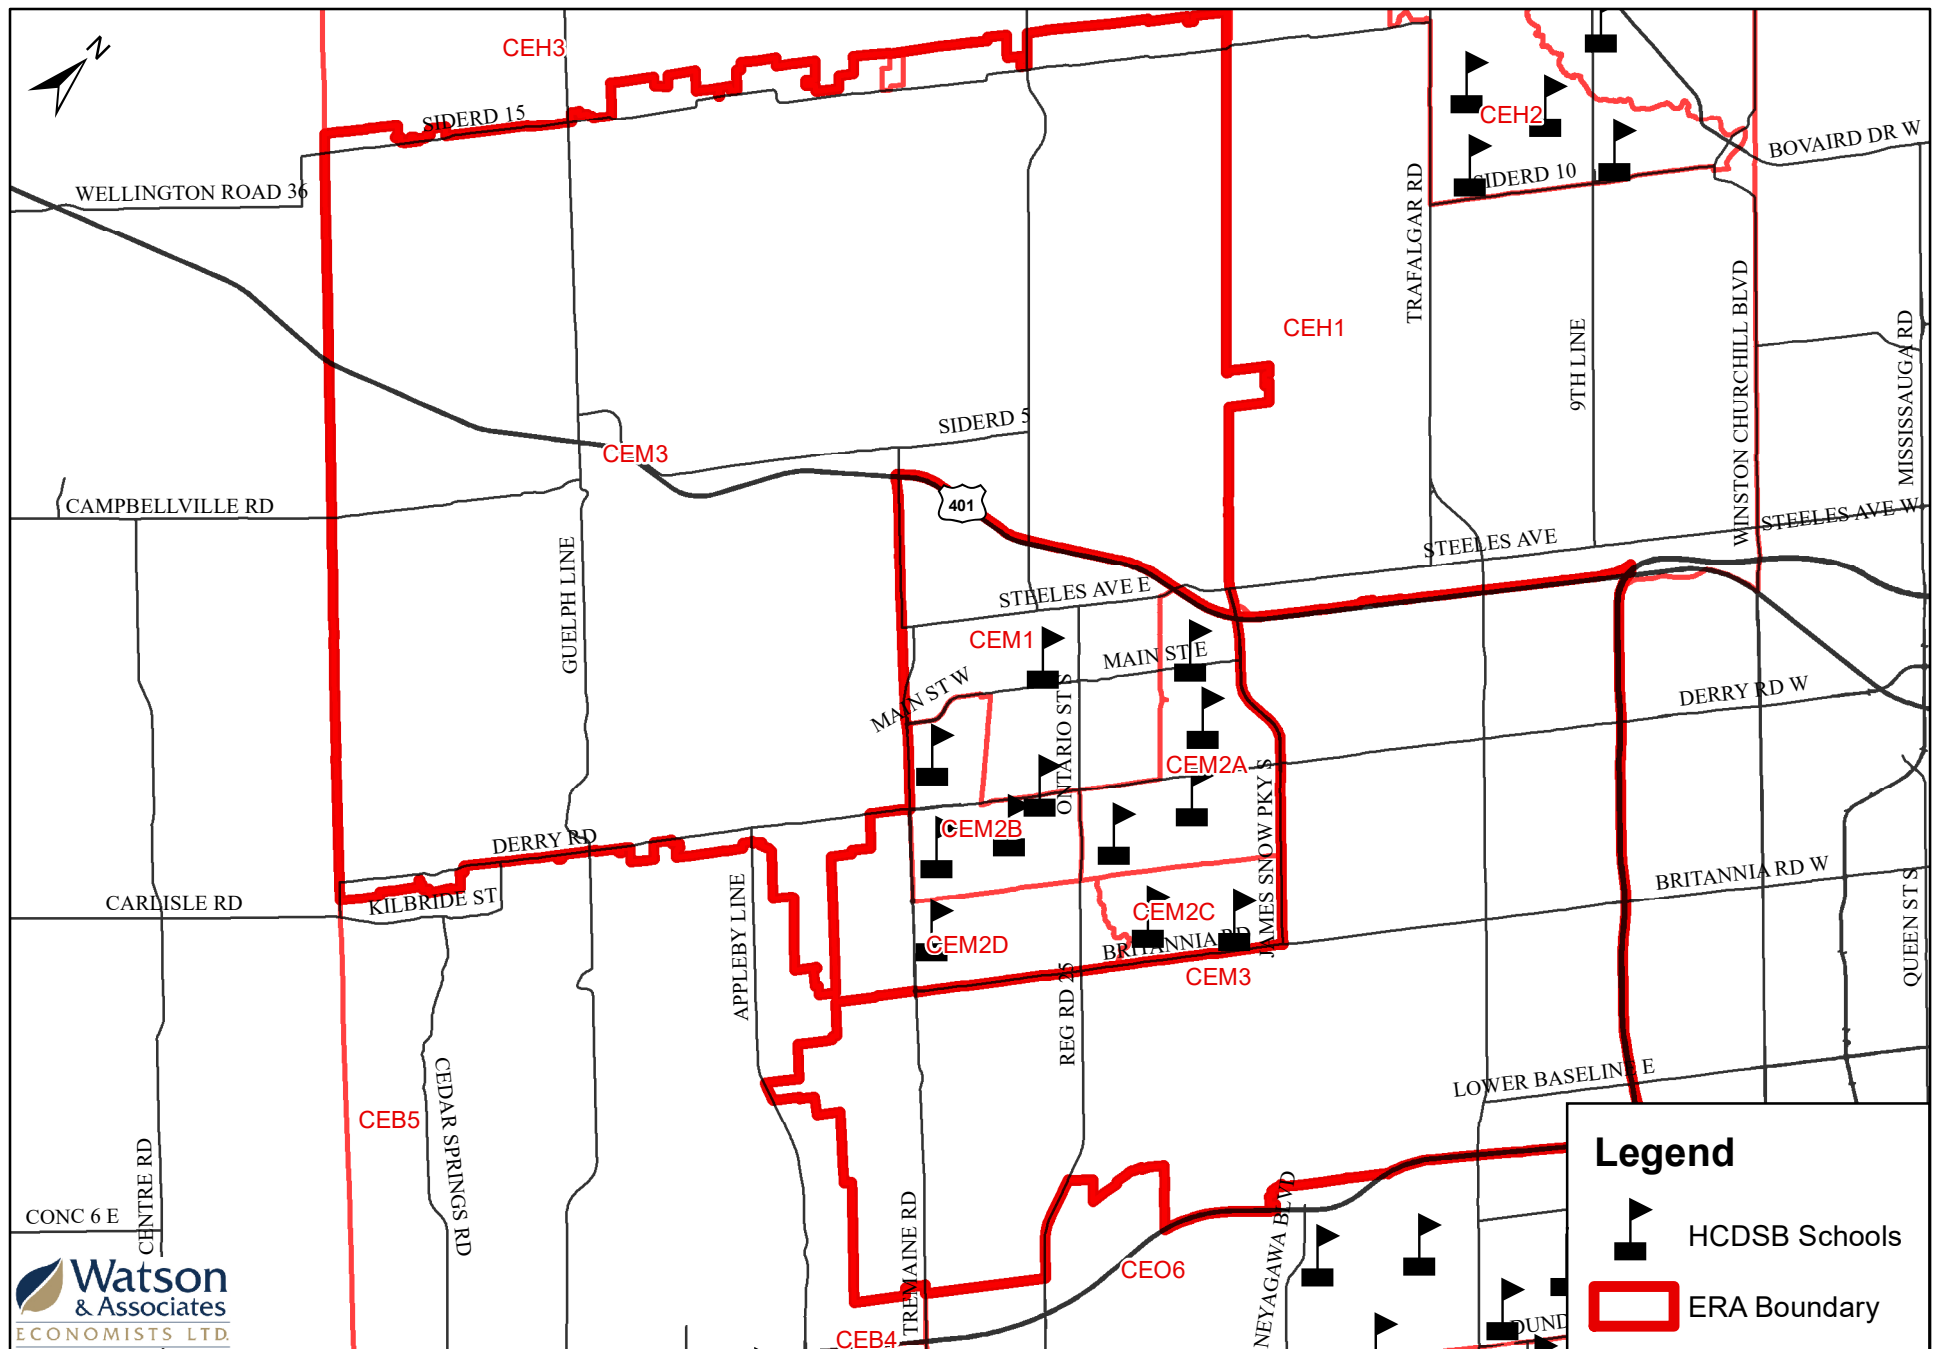 N
CEH3
SIDERD 15
CEH2
BOVAIRD DR W
SIDERD 10
WELLINGTON ROAD 36
TRAFALGAR RD
CEH1
9TH LINE
WINSTON CHURCHILL BLVD
MISSISSAUGA RD
SIDERD 5
CEM3
401
CAMPBELLVILLE RD
STEELES AVE W
STEELES AVE
GUELPH LINE
STEELES AVE E
CEM1
MAIN ST E
MAIN ST W
ONTARIO ST S
DERRY RD W
CEM2A
JAMES SNOW PKY S
CEM2B
DERRY RD
BRITANNIA RD W
KILBRIDE ST
CARLISLE RD
APPLEBY LINE
CEM2C
CEM2D
BRITANNIA RD
QUEEN ST S
CEM3
REG RD 25
LOWER BASELINE E
CEB5
CEDAR SPRINGS RD
CENTRE RD
CONC 6 E
TREMAINE RD
NEYAGAWA BLVD
CEO6
CEB4
DUND
Legend
HCDSB Schools
ERA Boundary
Watson
& Associates
ECONOMISTS LTD.